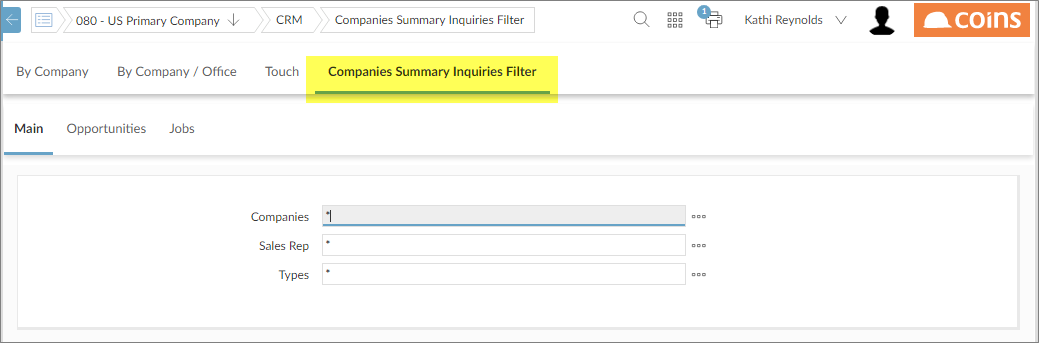 080 - US Primary Company CRM Companies Summary Inquiries Filter 1 Kathi Reynolds coins
By Company By Company / Office Touch Companies Summary Inquiries Filter
Main Opportunities Jobs
Companies *
Sales Rep *
Types *